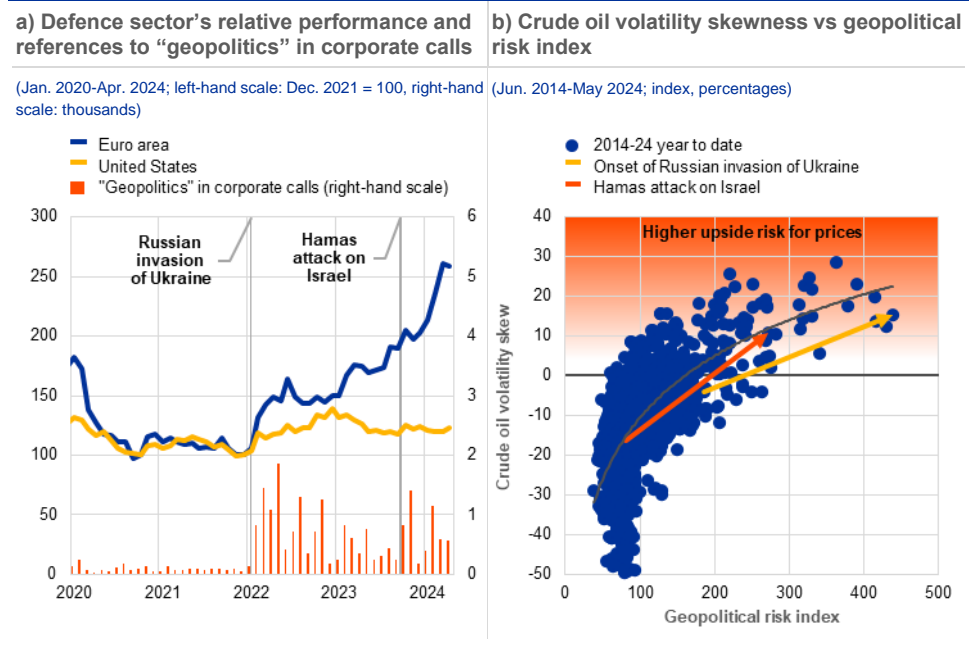 a) Defence sector’s relative performance and
references to “geopolitics” in corporate calls
(Jan. 2020-Apr. 2024; left-hand scale: Dec. 2021 = 100, right-hand
scale: thousands)
Euro area
United States
"Geopolitics" in corporate calls (right-hand scale)
300
250
200
150
100
50
0
6
5
4
3
2
1
0
Russian
invasion
of Ukraine
Hamas
attack on
Israel
2020
2021
2022
2023
2024
b) Crude oil volatility skewness vs geopolitical
risk index
(Jun. 2014-May 2024; index, percentages)
2014-24 year to date
Onset of Russian invasion of Ukraine
Hamas attack on Israel
Crude oil volatility skew
40
30
20
10
0
-10
-20
-30
-40
-50
Higher upside risk for prices
0
100
200
300
400
500
Geopolitical risk index